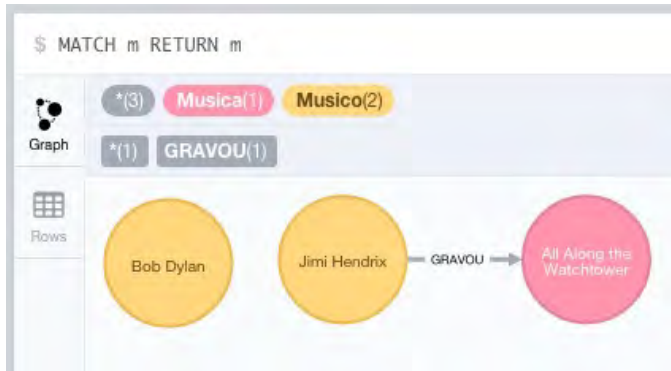 $ MATCH m RETURN m
*(3) Musica(1) Musico(2)
Graph
*(1) GRAVOU(1)
Rows
Bob Dylan
Jimi Hendrix
GRAVOU
All Along the
Watchtower